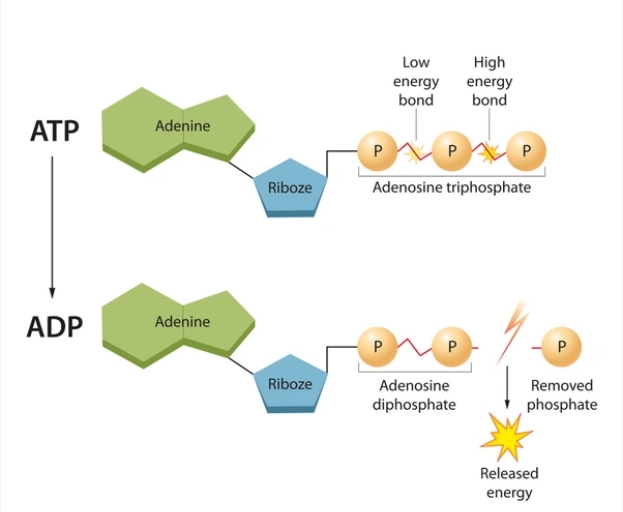 Low
energy
bond
High
energy
bond
ATP
Adenine
P
P
P
Riboze
Adenosine triphosphate
ADP
Adenine
P
P
P
Riboze
Adenosine
diphosphate
Removed
phosphate
Released
energy